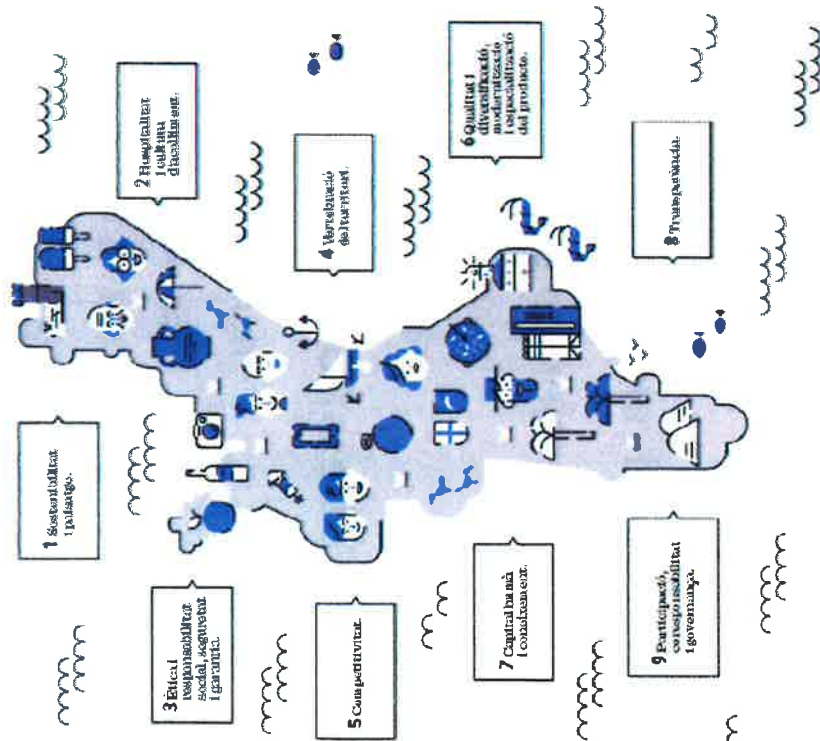 1 Sostenibilitat
i paisatge.
2 Hospitalitat
i cultura
d'acolliment.
3 Ètica i
responsabilitat
social, seguretat
i garantia.
4 Vertebració
del territori.
5 Competitivitat.
6 Qualitat i
diversificació,
modernització
i especialització
del producte.
7 Capital humà
i coneixement.
8 Transparència.
9 Participació,
corresponsabilitat
i governança.